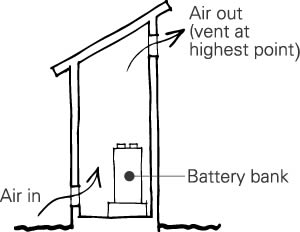 Air out
(vent at
highest point)
Battery bank
Air in